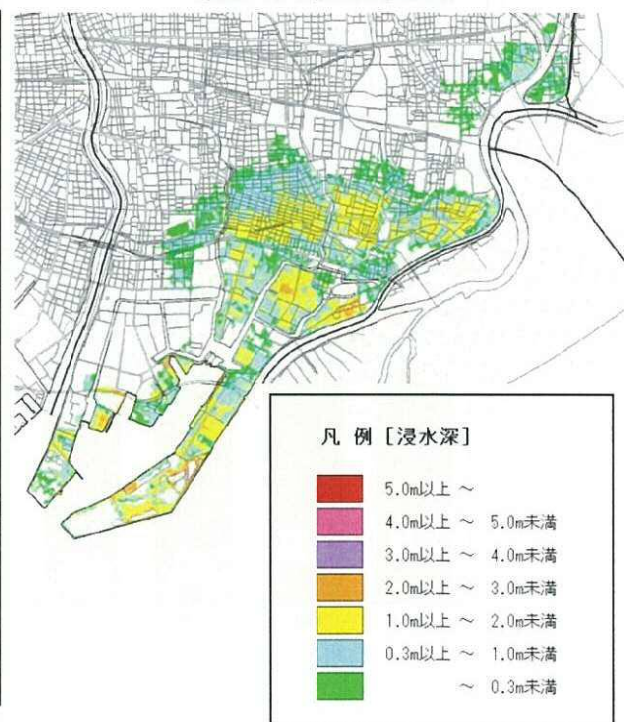 凡 例 [浸水深]
5.0m以上 ～
4.0m以上 ～ 5.0m未満
3.0m以上 ～ 4.0m未満
2.0m以上 ～ 3.0m未満
1.0m以上 ～ 2.0m未満
0.3m以上 ～ 1.0m未満
～ 0.3m未満